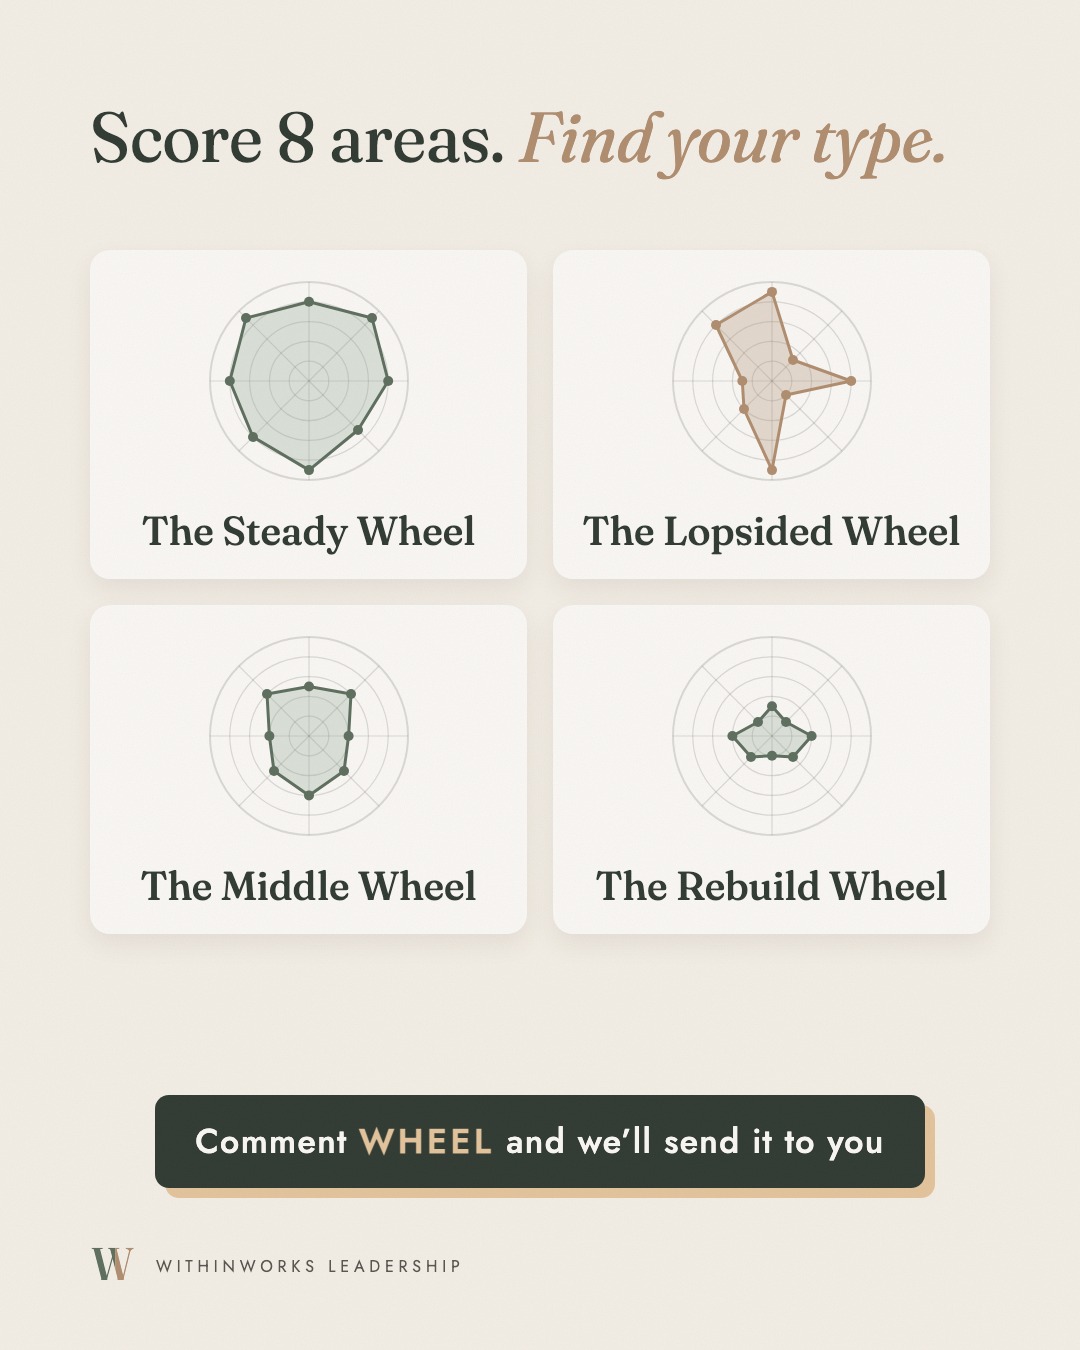 Score 8 areas. Find your type.
The Steady Wheel
The Lopsided Wheel
The Middle Wheel
The Rebuild Wheel
Comment WHEEL and we’ll send it to you
W WITHINWORKS LEADERSHIP